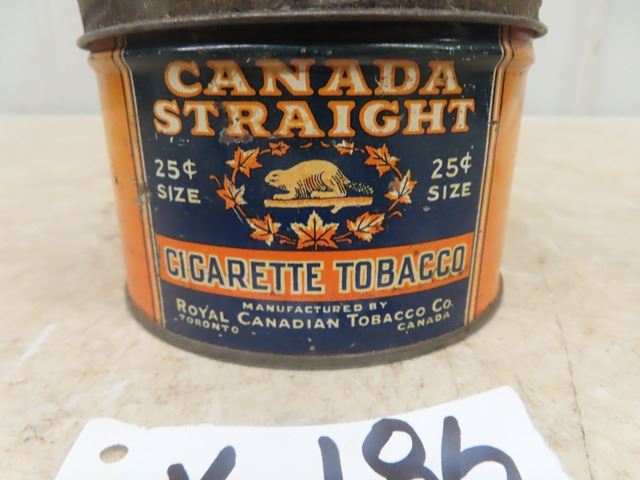 CANADA
STRAIGHT
25¢ SIZE
25¢ SIZE
CIGARETTE TOBACCO
MANUFACTURED BY
ROYAL CANADIAN TOBACCO CO.
TORONTO CANADA